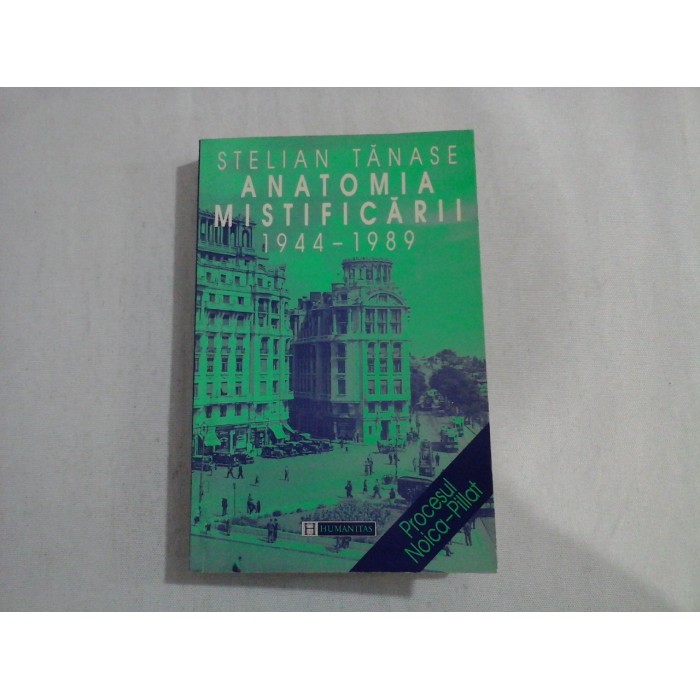 STELIAN TĂNASE
ANATOMIA
MISTIFICĂRII
1944-1989
Procesul
Noica-Pillat
H HUMANITAS